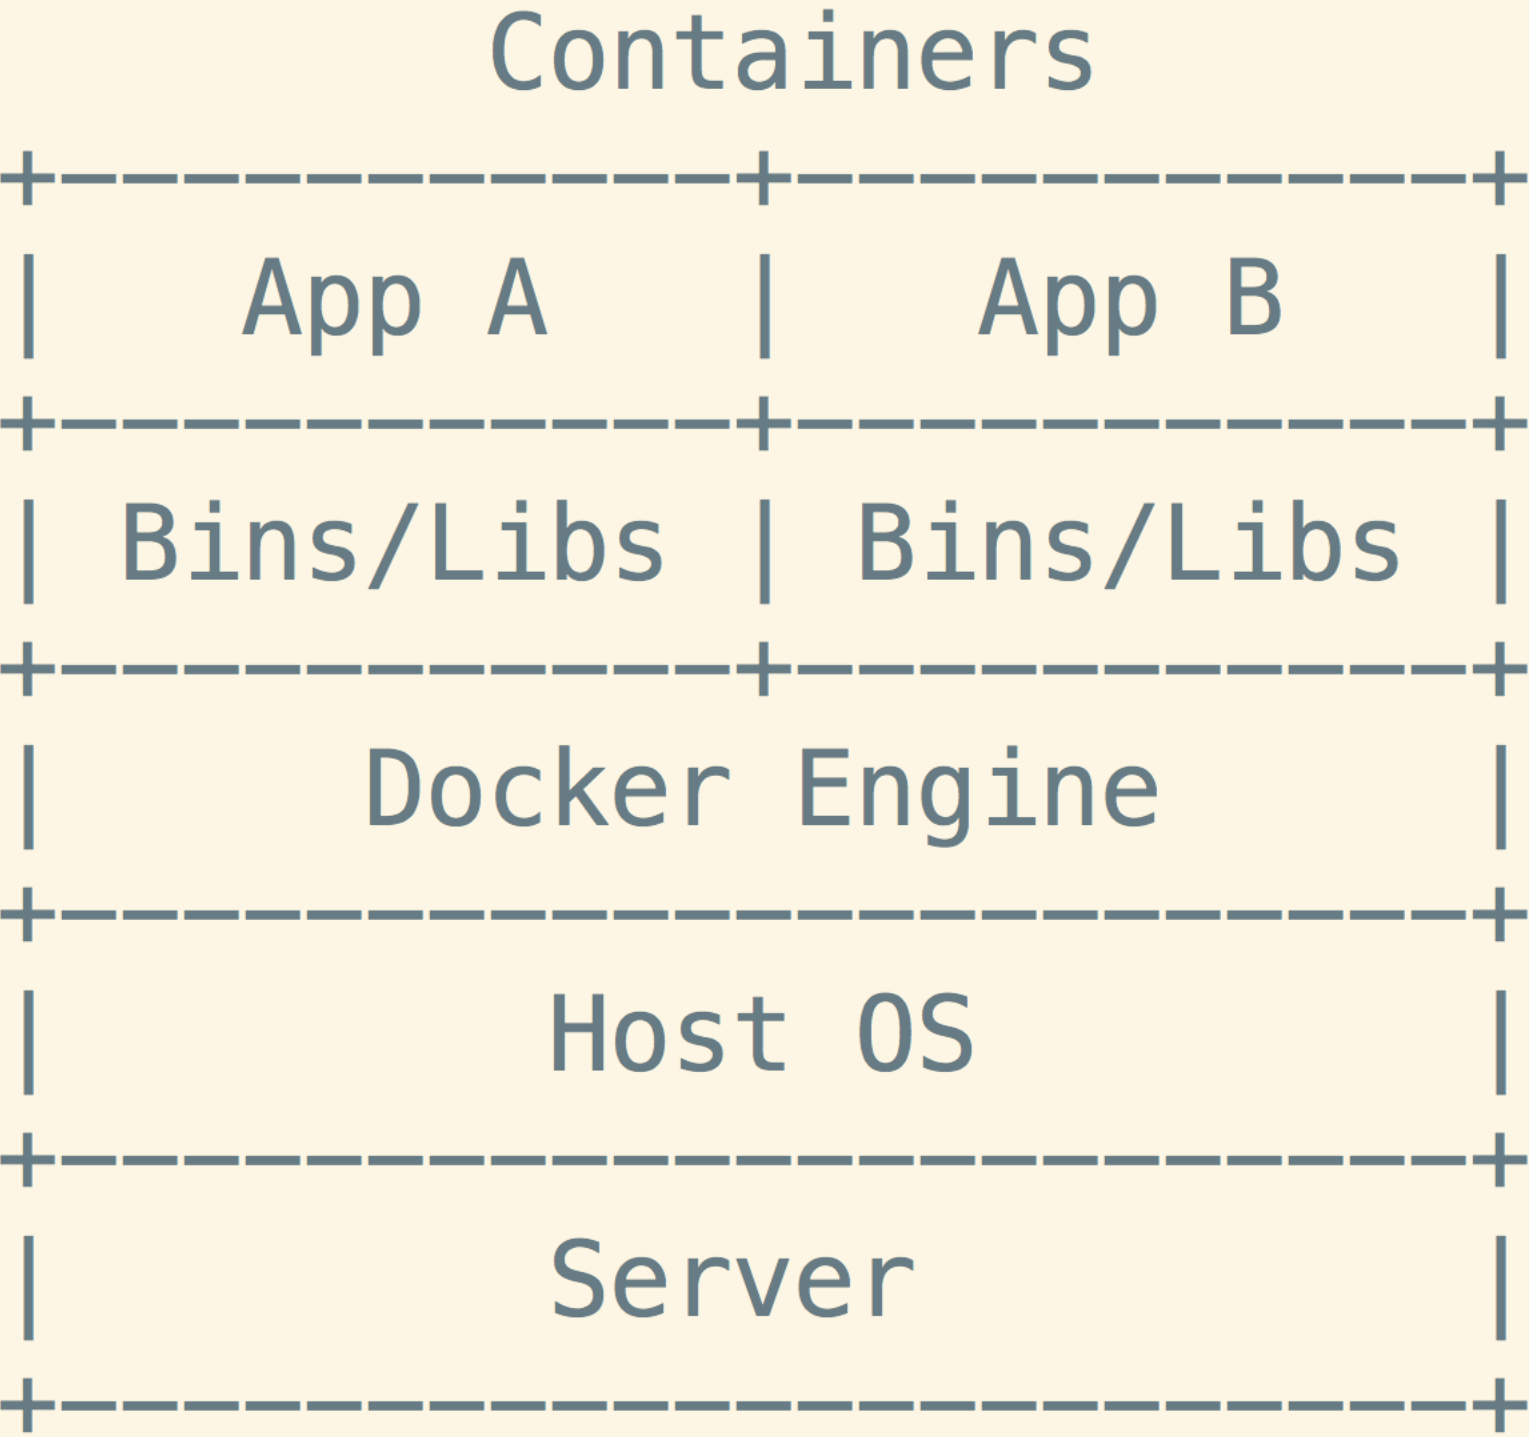 Containers
+-----------+-----------+
|   App A   |   App B   |
+-----------+-----------+
| Bins/Libs | Bins/Libs |
+-----------+-----------+
|     Docker Engine     |
+-----------------------+
|        Host OS        |
+-----------------------+
|        Server         |
+-----------------------+